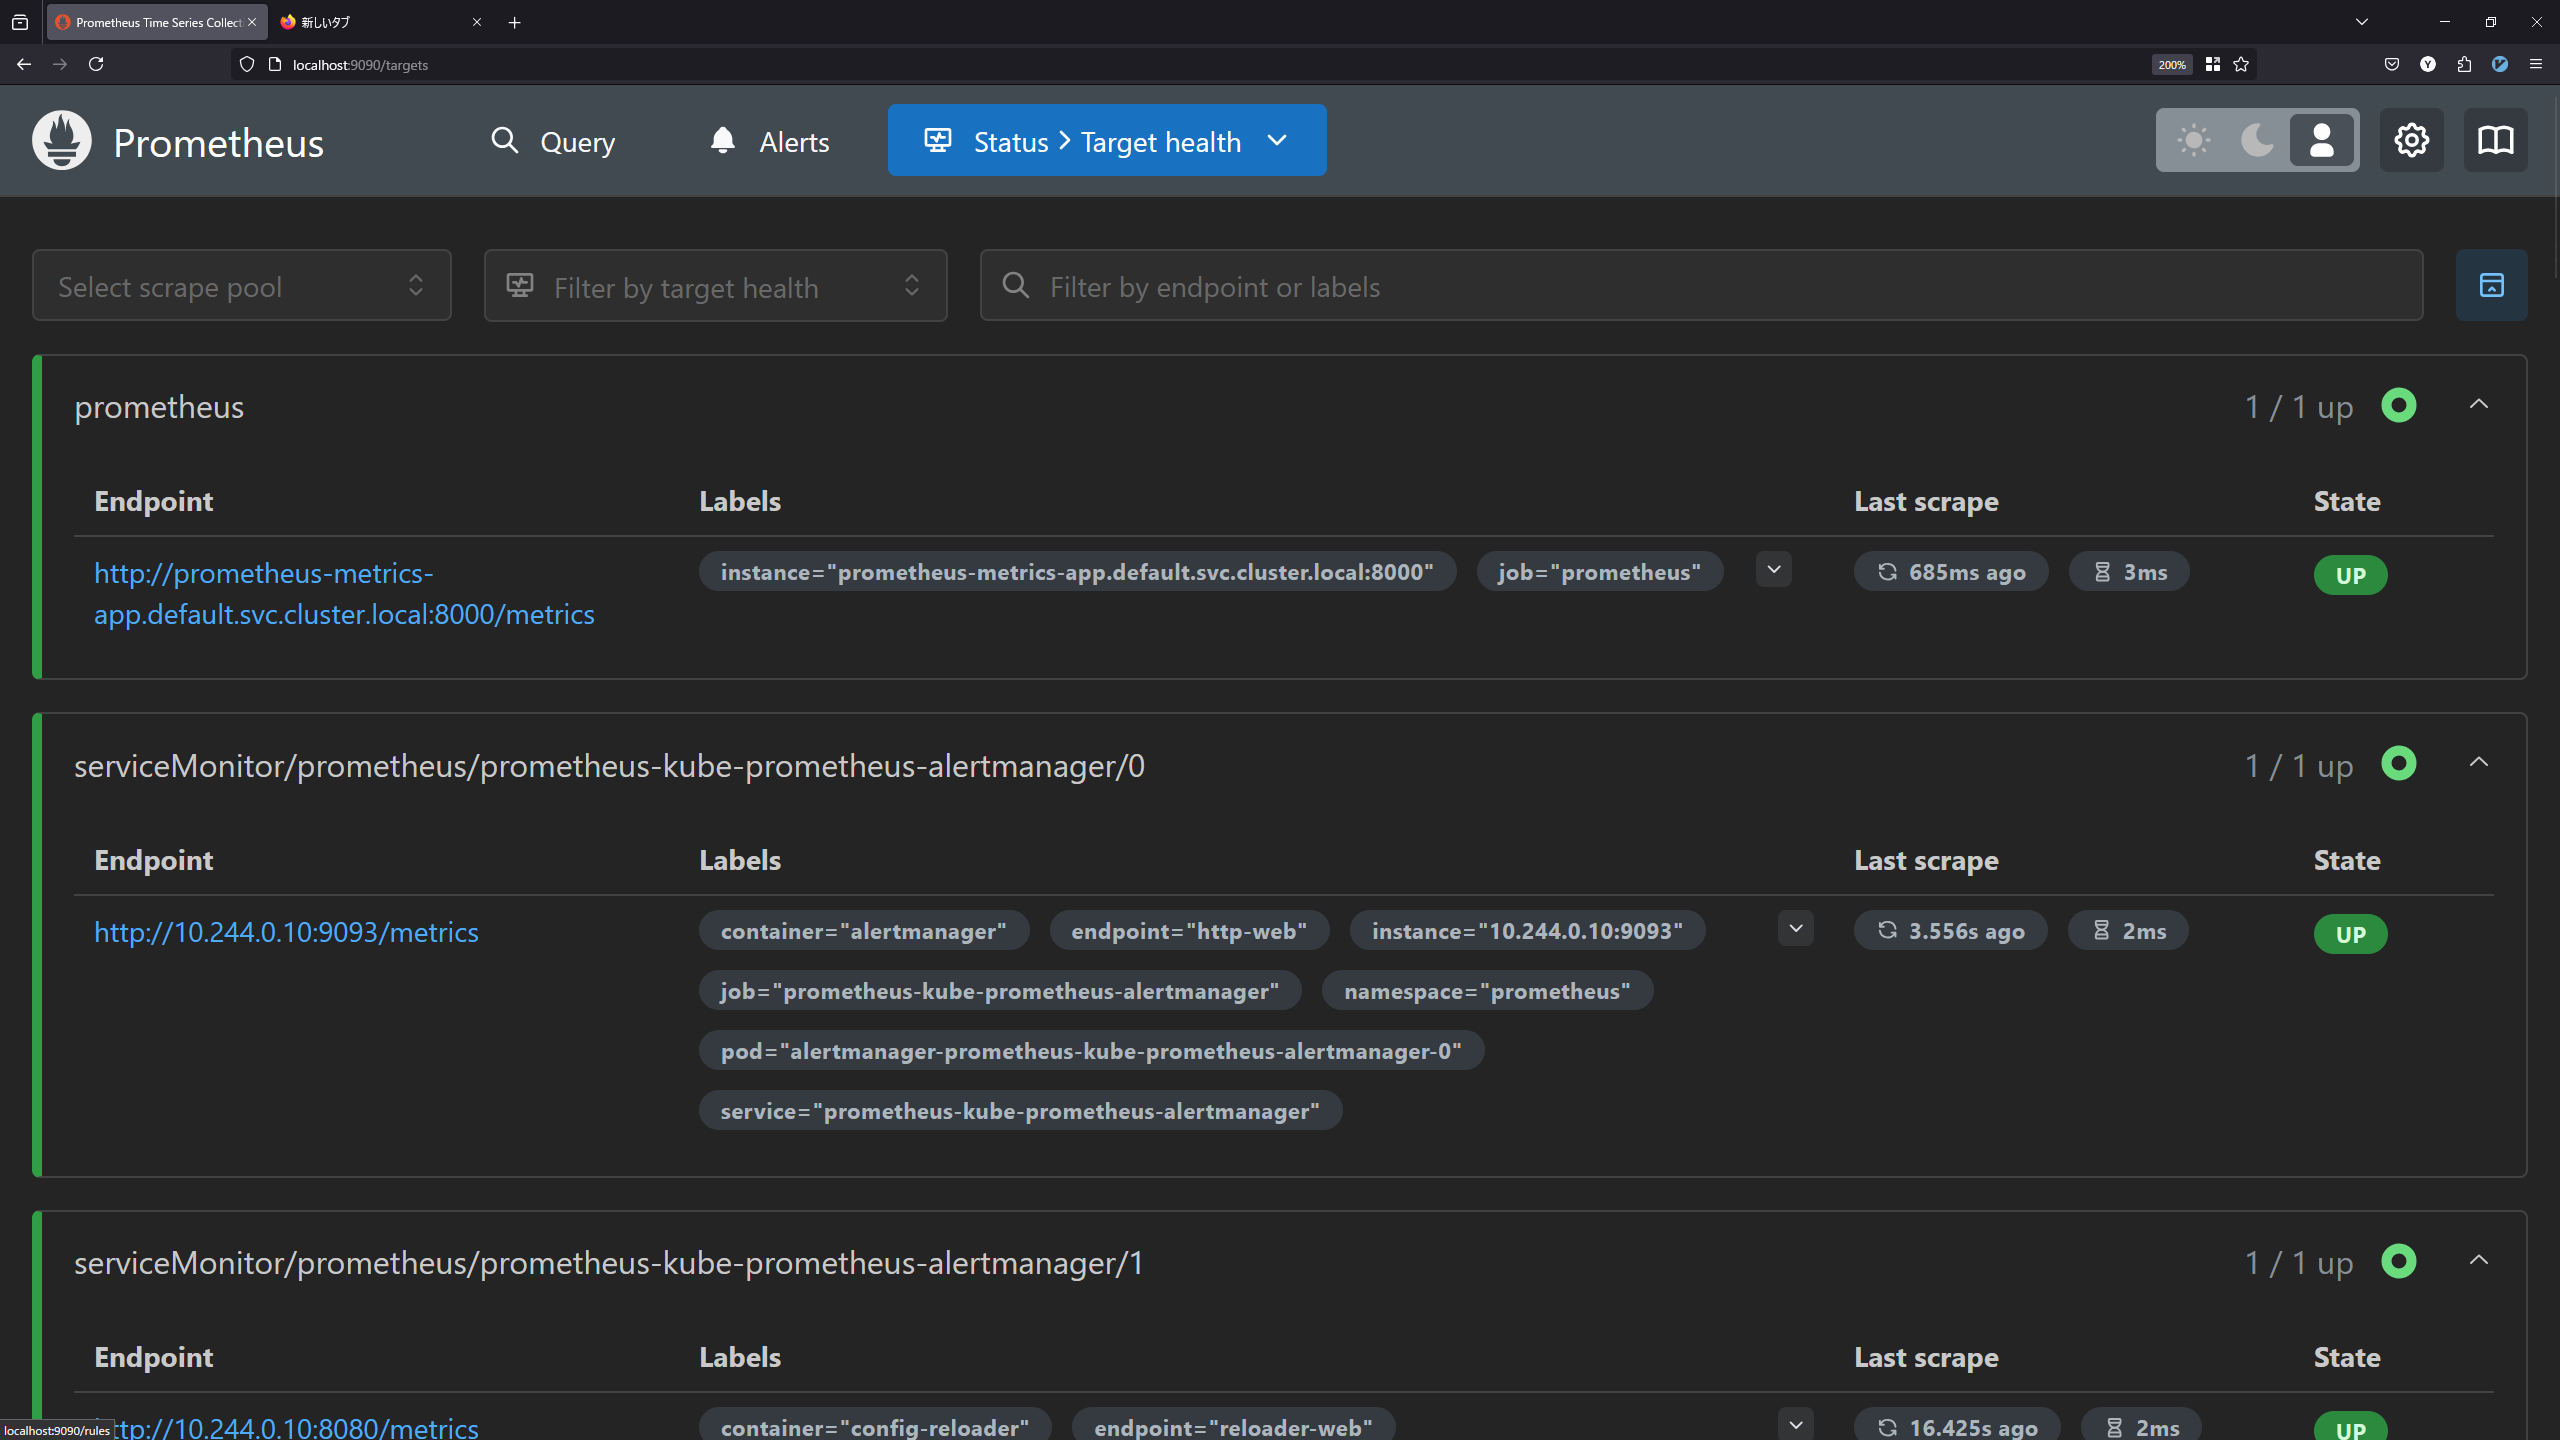 Prometheus Time Series Collecti
新しいタブ
localhost:9090/targets
200%
Y
Prometheus
Query
Alerts
Status > Target health
Select scrape pool
Filter by target health
Filter by endpoint or labels
prometheus
1 / 1 up
Endpoint Labels Last scrape State
http://prometheus-metrics-
app.default.svc.cluster.local:8000/metrics
instance="prometheus-metrics-app.default.svc.cluster.local:8000" job="prometheus"
685ms ago 3ms
UP
serviceMonitor/prometheus/prometheus-kube-prometheus-alertmanager/0
1 / 1 up
Endpoint Labels Last scrape State
http://10.244.0.10:9093/metrics
container="alertmanager" endpoint="http-web" instance="10.244.0.10:9093"
job="prometheus-kube-prometheus-alertmanager" namespace="prometheus"
pod="alertmanager-prometheus-kube-prometheus-alertmanager-0"
service="prometheus-kube-prometheus-alertmanager"
3.556s ago 2ms
UP
serviceMonitor/prometheus/prometheus-kube-prometheus-alertmanager/1
1 / 1 up
Endpoint Labels Last scrape State
ttp://10.244.0.10:8080/metrics
container="config-reloader" endpoint="reloader-web"
16.425s ago 2ms
UP
localhost:9090/rules